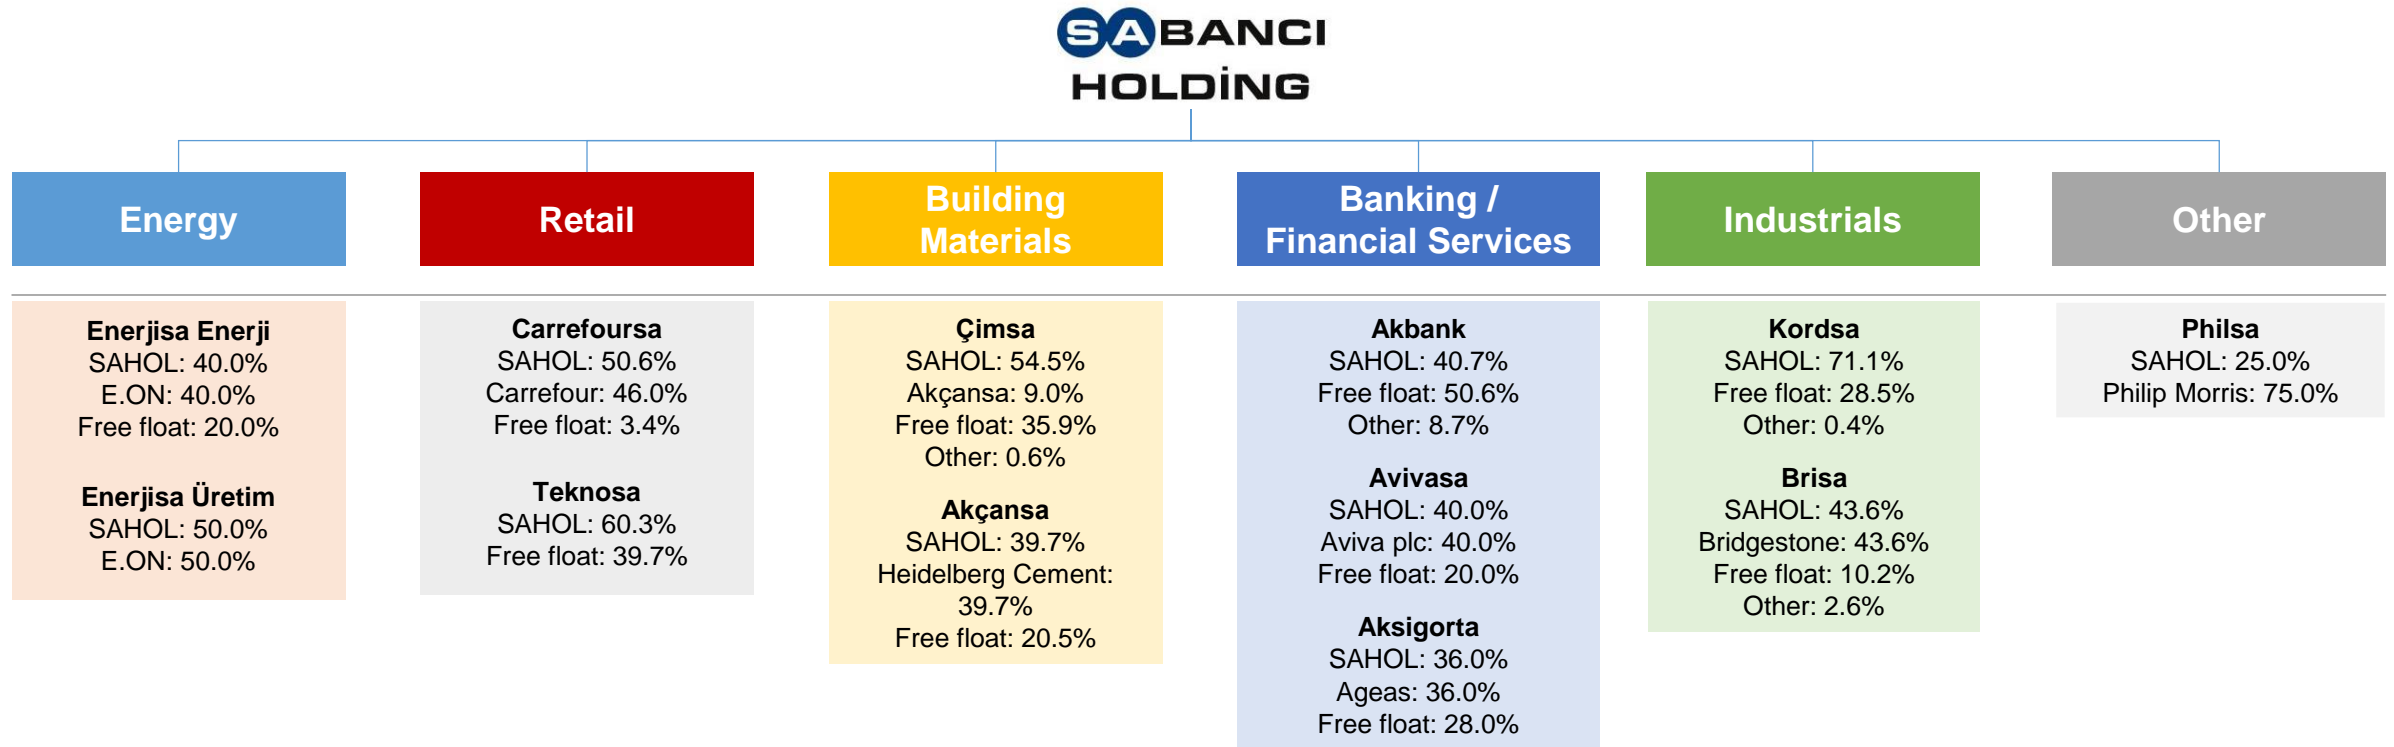 SABANCI
HOLDİNG
Energy
Retail
Building
Materials
Banking /
Financial Services
Industrials
Other
Enerjisa Enerji
SAHOL: 40.0%
E.ON: 40.0%
Free float: 20.0%
Enerjisa Üretim
SAHOL: 50.0%
E.ON: 50.0%
Carrefoursa
SAHOL: 50.6%
Carrefour: 46.0%
Free float: 3.4%
Teknosa
SAHOL: 60.3%
Free float: 39.7%
Çimsa
SAHOL: 54.5%
Akçansa: 9.0%
Free float: 35.9%
Other: 0.6%
Akçansa
SAHOL: 39.7%
Heidelberg Cement:
39.7%
Free float: 20.5%
Akbank
SAHOL: 40.7%
Free float: 50.6%
Other: 8.7%
Avivasa
SAHOL: 40.0%
Aviva plc: 40.0%
Free float: 20.0%
Aksigorta
SAHOL: 36.0%
Ageas: 36.0%
Free float: 28.0%
Kordsa
SAHOL: 71.1%
Free float: 28.5%
Other: 0.4%
Brisa
SAHOL: 43.6%
Bridgestone: 43.6%
Free float: 10.2%
Other: 2.6%
Philsa
SAHOL: 25.0%
Philip Morris: 75.0%